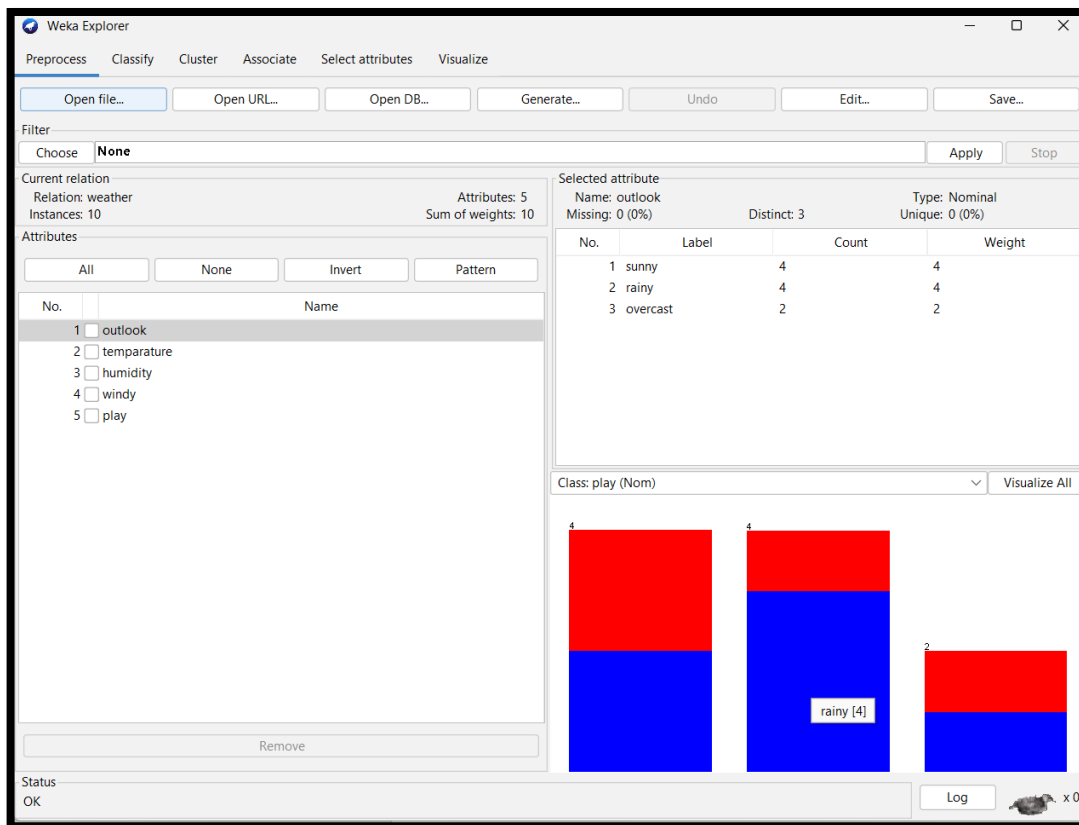 Weka Explorer
Preprocess Classify Cluster Associate Select attributes Visualize
Open file... Open URL... Open DB... Generate... Undo Edit... Save...
Filter
Choose None Apply Stop
Current relation
Relation: weather Attributes: 5
Instances: 10 Sum of weights: 10
Attributes
All None Invert Pattern
No. Name
1 outlook
2 temparature
3 humidity
4 windy
5 play
Remove
Selected attribute
Name: outlook Type: Nominal
Missing: 0 (0%) Distinct: 3 Unique: 0 (0%)
No. Label Count Weight
1 sunny 4 4
2 rainy 4 4
3 overcast 2 2
Class: play (Nom) Visualize All
4 4
2
rainy [4]
Status
OK
Log x 0